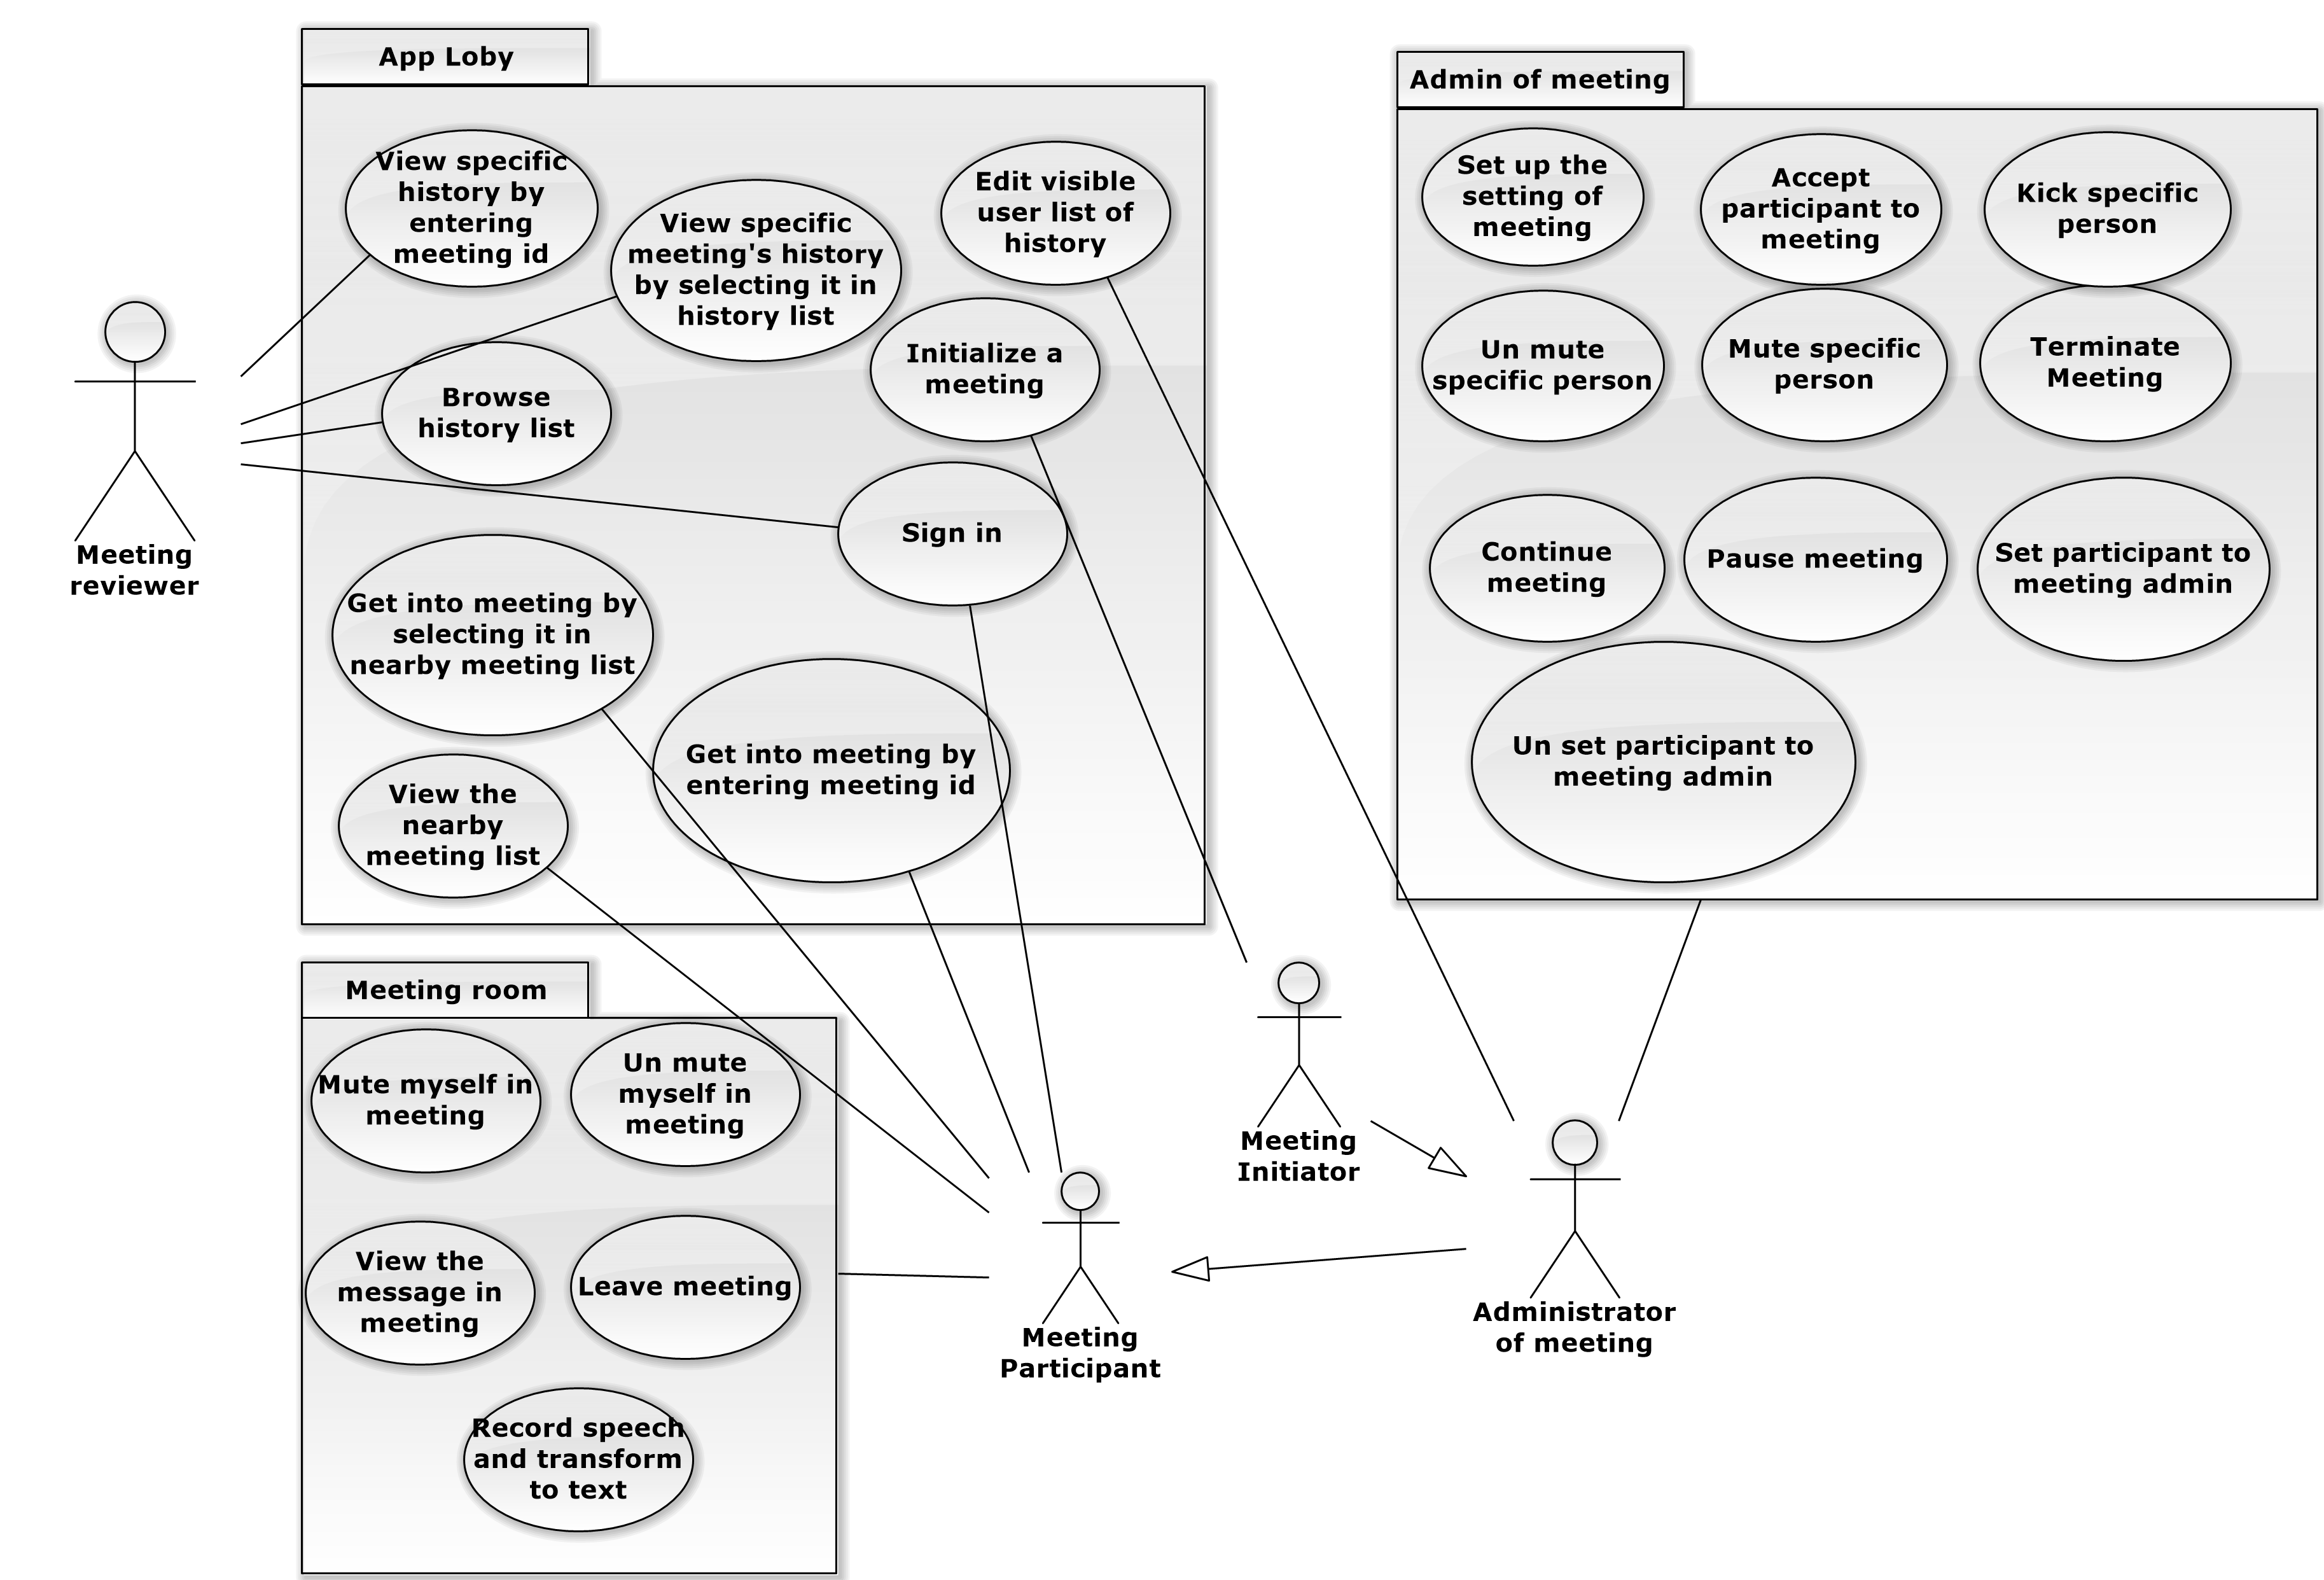 App Loby
View specific
history by
entering
meeting id
View specific
meeting's history
by selecting it in
history list
Edit visible
user list of
history
Initialize a
meeting
Browse
history list
Sign in
Get into meeting by
selecting it in
nearby meeting list
Get into meeting by
entering meeting id
View the
nearby
meeting list
Meeting
reviewer
Admin of meeting
Set up the
setting of
meeting
Accept
participant to
meeting
Kick specific
person
Un mute
specific person
Mute specific
person
Terminate
Meeting
Continue
meeting
Pause meeting
Set participant to
meeting admin
Un set participant to
meeting admin
Meeting room
Mute myself in
meeting
Un mute
myself in
meeting
View the
message in
meeting
Leave meeting
Record speech
and transform
to text
Meeting
Initiator
Meeting
Participant
Administrator
of meeting